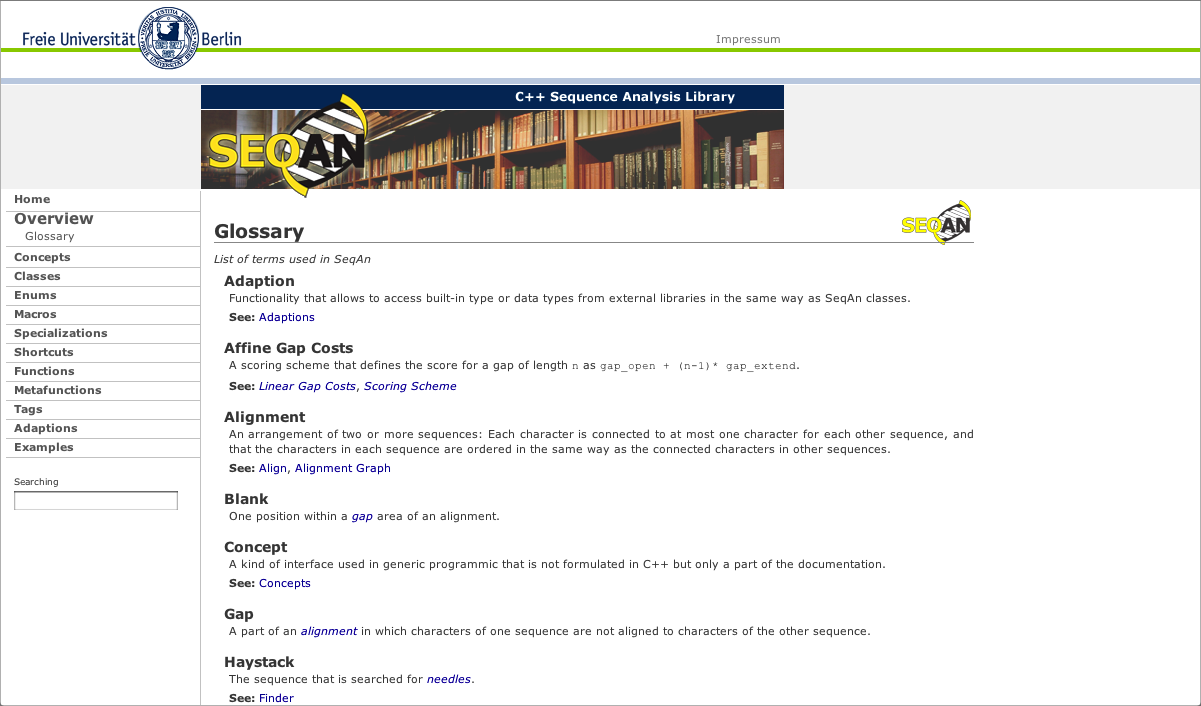 Freie Universität Berlin
Impressum
C++ Sequence Analysis Library
SEQAN
Home
Overview
Glossary
Concepts
Classes
Enums
Macros
Specializations
Shortcuts
Functions
Metafunctions
Tags
Adaptions
Examples
Searching
Glossary
SEQAN
List of terms used in SeqAn
Adaption
Functionality that allows to access built-in type or data types from external libraries in the same way as SeqAn classes.
See: Adaptions
Affine Gap Costs
A scoring scheme that defines the score for a gap of length n as gap_open + (n-1)* gap_extend.
See: Linear Gap Costs, Scoring Scheme
Alignment
An arrangement of two or more sequences: Each character is connected to at most one character for each other sequence, and
that the characters in each sequence are ordered in the same way as the connected characters in other sequences.
See: Align, Alignment Graph
Blank
One position within a gap area of an alignment.
Concept
A kind of interface used in generic programmic that is not formulated in C++ but only a part of the documentation.
See: Concepts
Gap
A part of an alignment in which characters of one sequence are not aligned to characters of the other sequence.
Haystack
The sequence that is searched for needles.
See: Finder